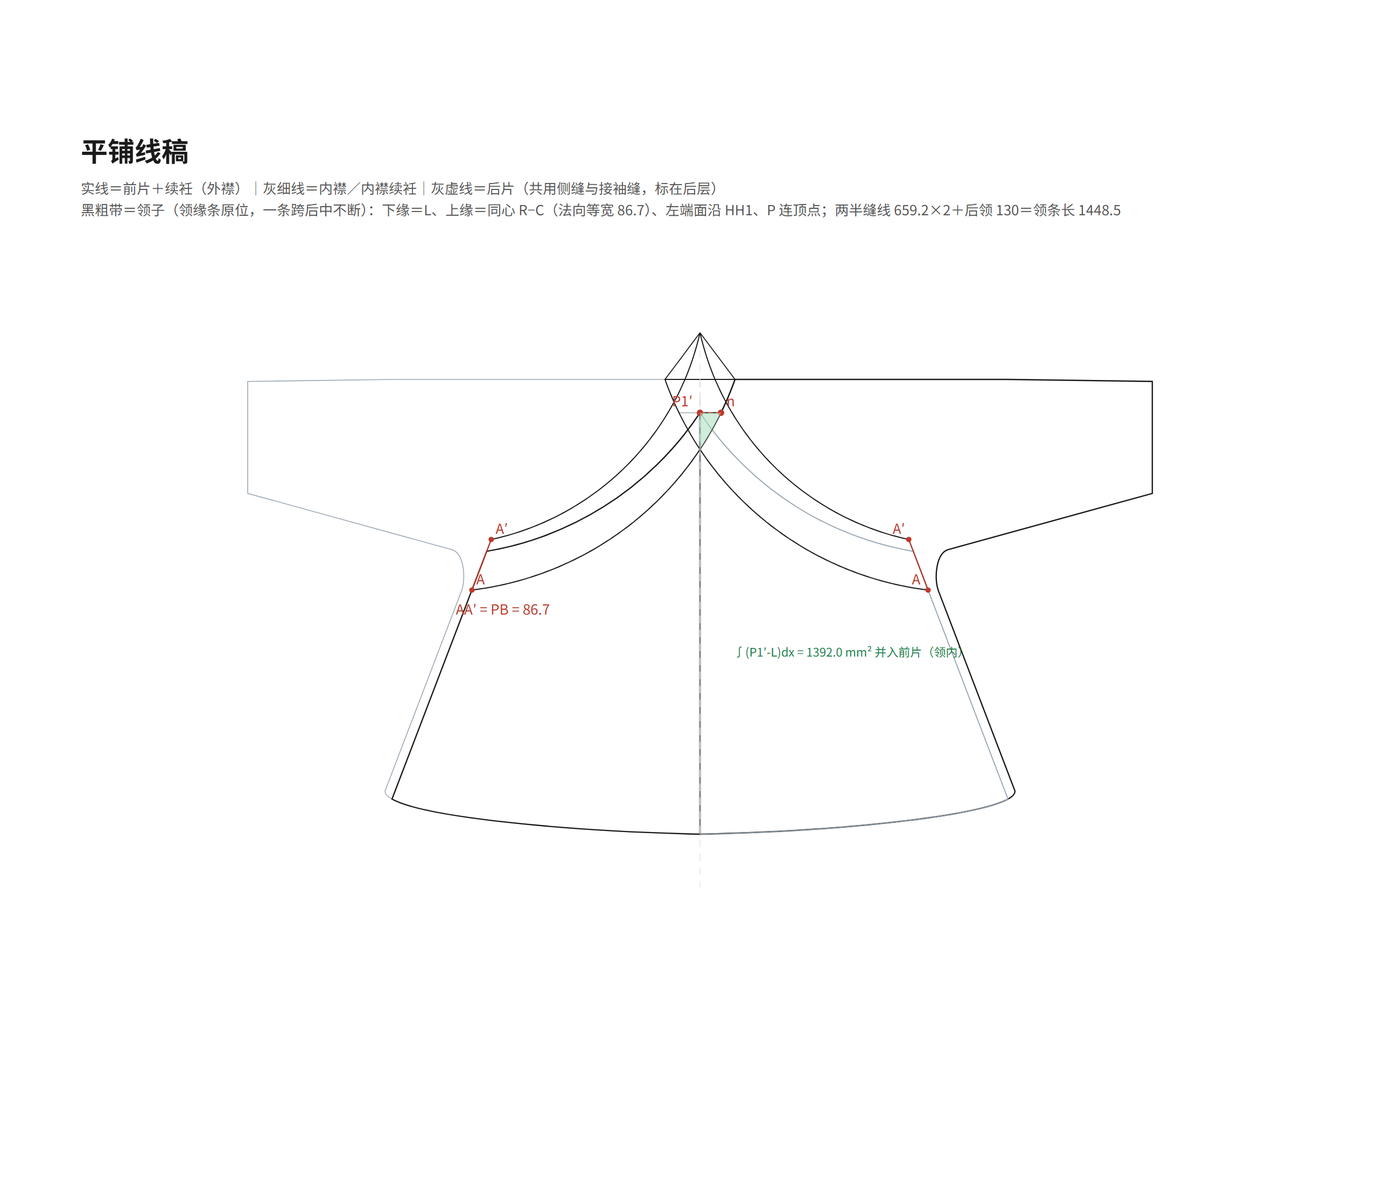 平铺线稿
实线＝前片＋续衽（外襟）｜灰细线＝内襟／内襟续衽｜灰虚线＝后片（共用侧缝与接袖缝，标在后层）
黑粗带＝领子（领缘条原位，一条跨后中不断）：下缘＝L、上缘＝同心 R−C（法向等宽 86.7）、左端面沿 HH1、P 连顶点；两半缝线 659.2×2＋后领 130＝领条长 1448.5
P1′ n
A′ A′
A A
AA′ = PB = 86.7
∫ (P1′-L)dx = 1392.0 mm² 并入前片（领内）